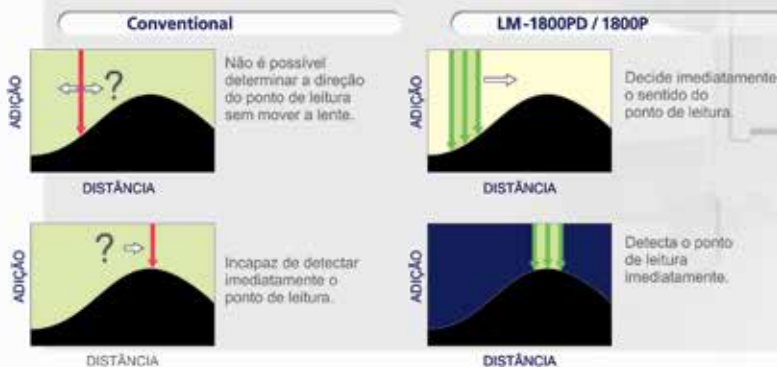 Conventional
LM-1800PD / 1800P
ADIÇÃO
?
Não é possível
determinar a direção
do ponto de leitura
sem mover a lente.
DISTÂNCIA
ADIÇÃO
Decide imediatamente
o sentido do
ponto de leitura.
DISTÂNCIA
ADIÇÃO
?
Incapaz de detectar
imediatamente o
ponto de leitura.
DISTÂNCIA
ADIÇÃO
Detecta o ponto
de leitura
imediatamente.
DISTÂNCIA